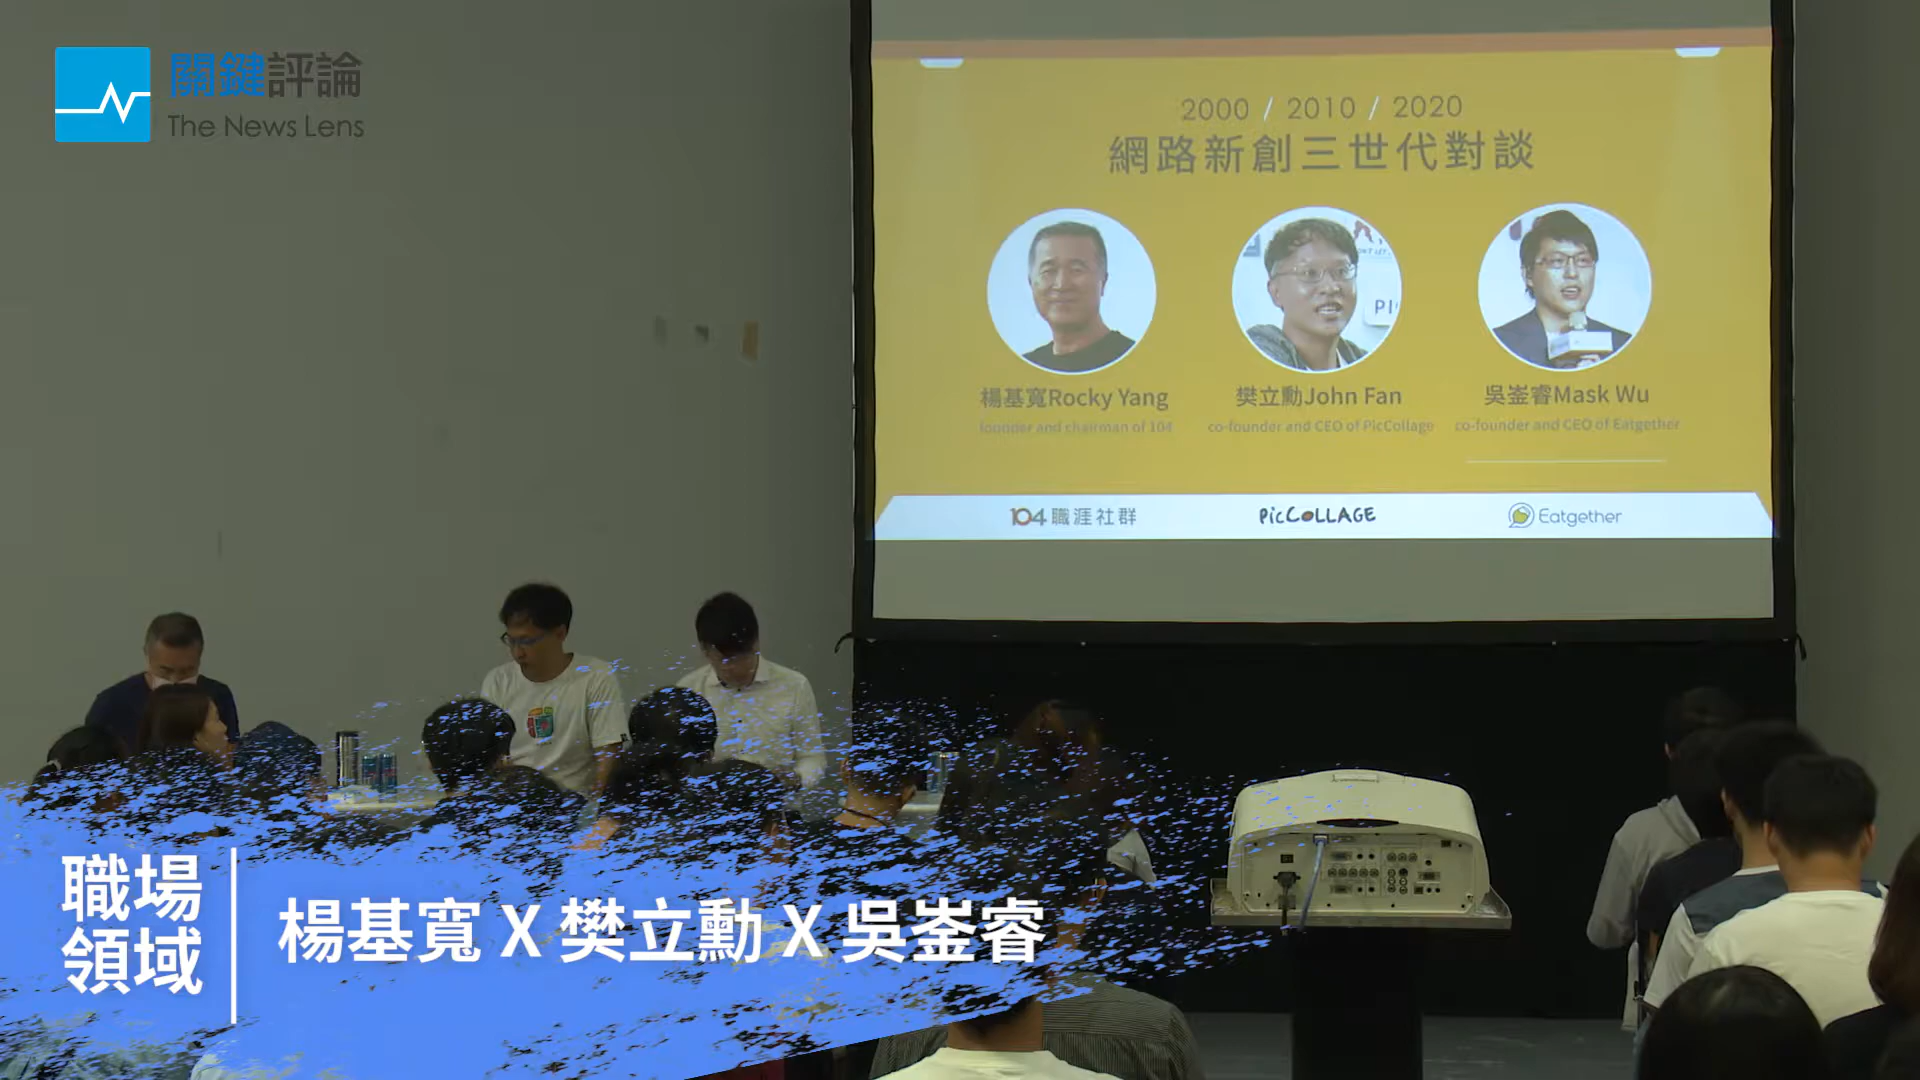 關鍵評論
The News Lens
2000 / 2010 / 2020
網路新創三世代對談
楊基寬Rocky Yang
founder and chairman of 104
樊立勳John Fan
co-founder and CEO of PicCollage
吳崟睿Mask Wu
co-founder and CEO of Eatgether
104 職涯社群
PicCOLLAGE
Eatgether
職場
領域
楊基寬 X 樊立勳 X 吳崟睿